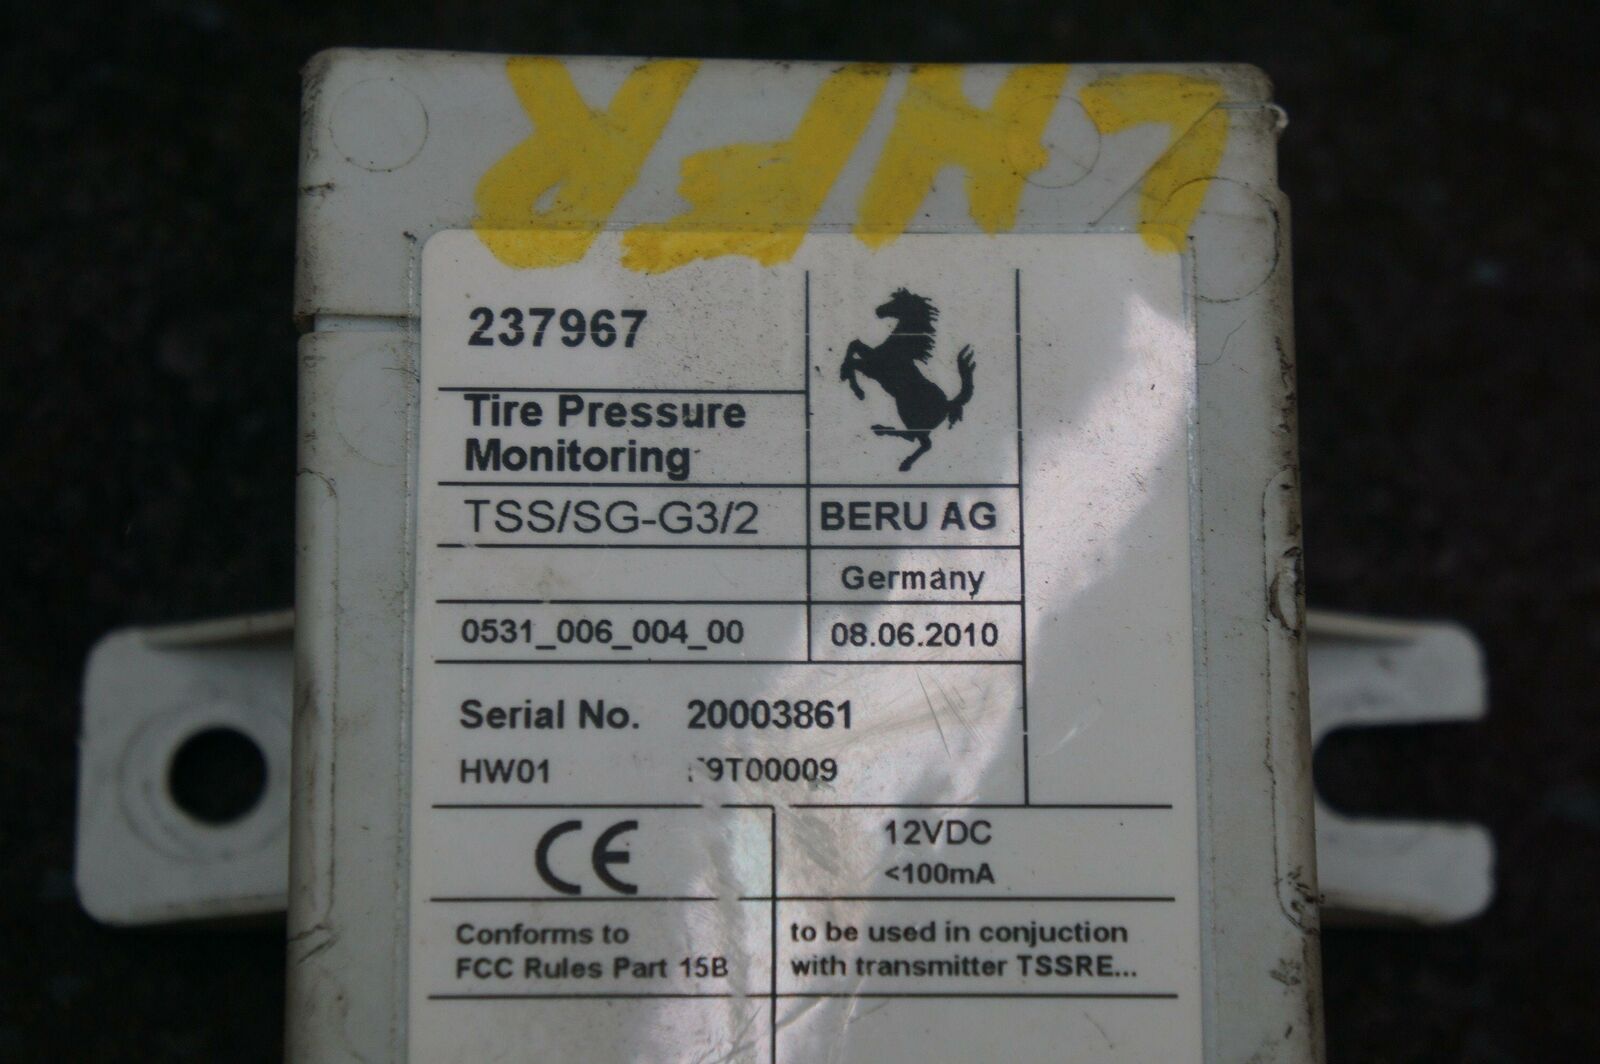 237967
Tire Pressure
Monitoring
TSS/SG-G3/2
BERU AG
Germany
0531_006_004_00
08.06.2010
Serial No. 20003861
HW01
CE
12VDC
<100mA
Conforms to
FCC Rules Part 15B
to be used in conjuction
with transmitter TSSRE...